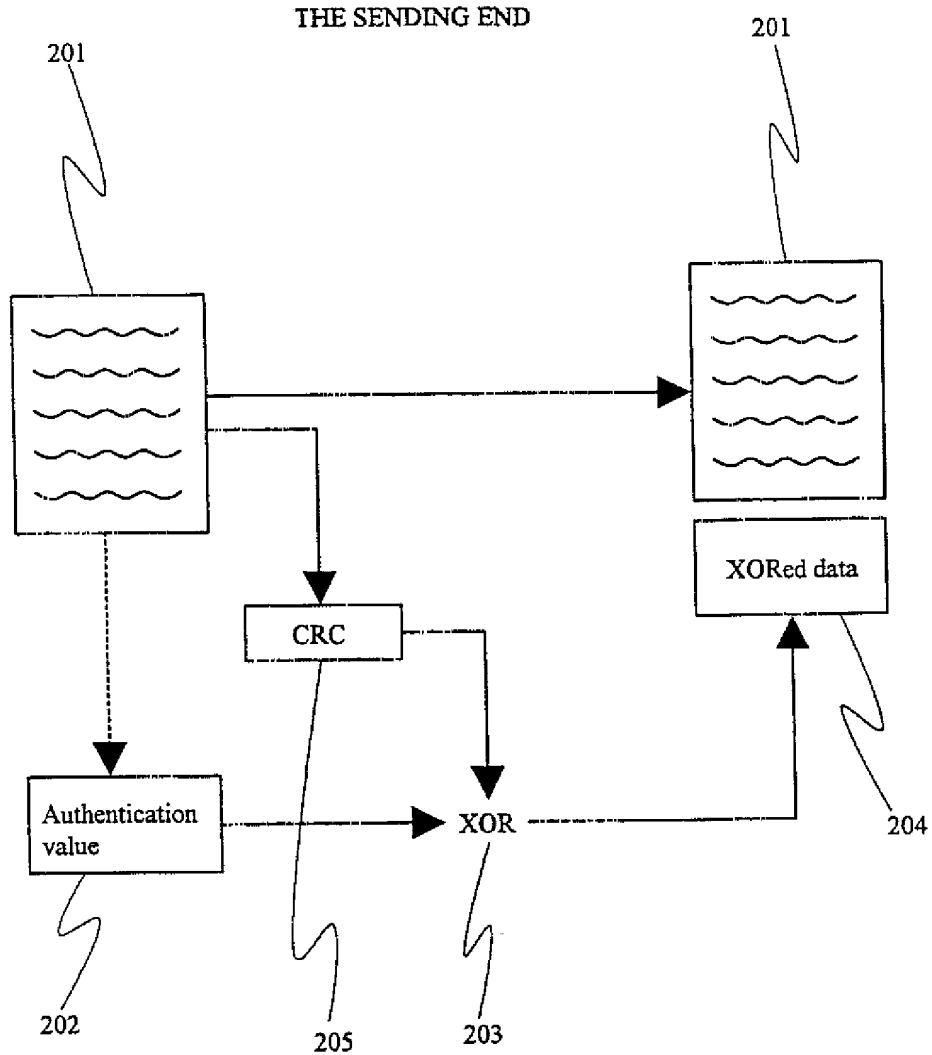 THE SENDING END
201
201
XORed data
CRC
Authentication
value
XOR
204
202
205
203